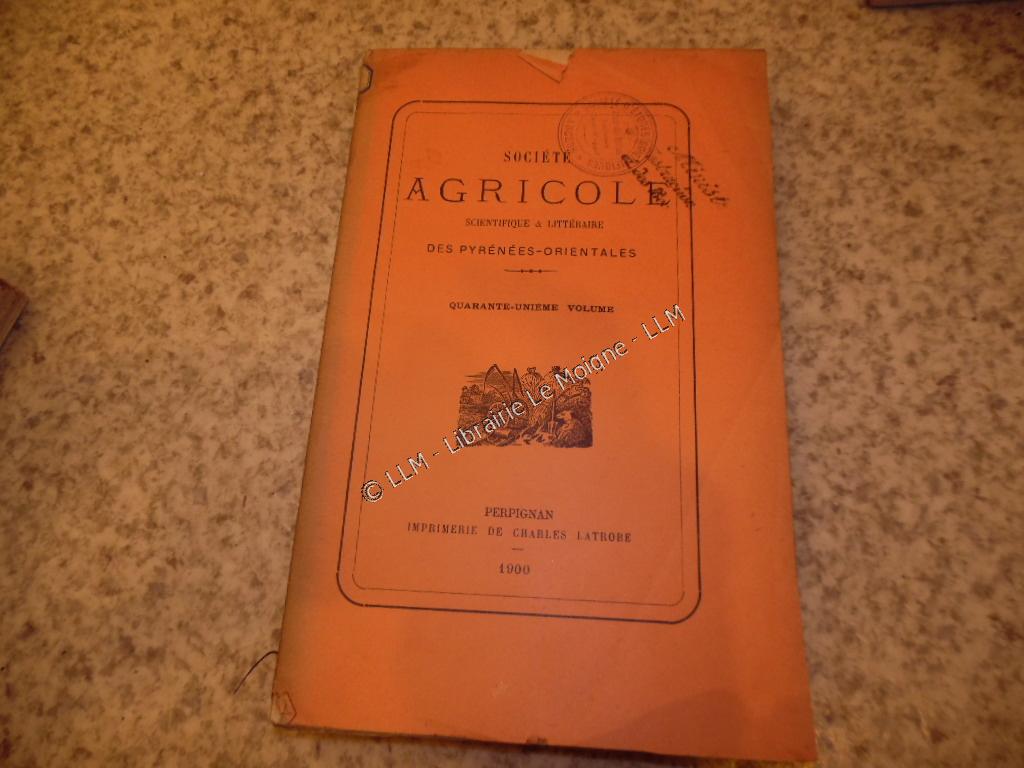 SOCIÉTÉ
AGRICOLE
SCIENTIFIQUE & LITTÉRAIRE
DES PYRÉNÉES-ORIENTALES
QUARANTE-UNIÈME VOLUME
© LLM - Librairie Le Moigne - LLM
PERPIGNAN
IMPRIMERIE DE CHARLES LATROBE
1900